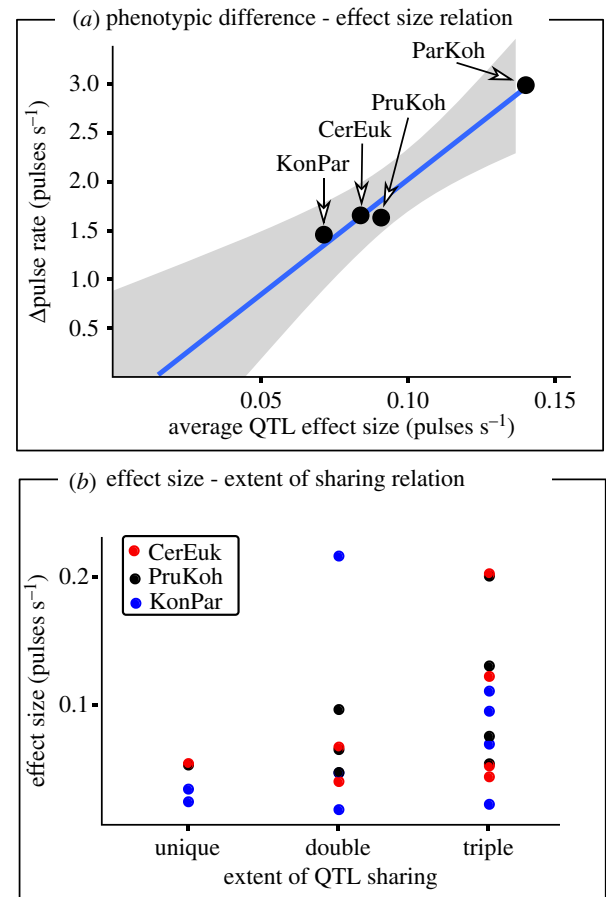 (a) phenotypic difference - effect size relation
ParKoh
PruKoh
CerEuk
KonPar
3.0
2.5
2.0
1.5
1.0
0.5
Δpulse rate (pulses s⁻¹)
0.05 0.10 0.15
average QTL effect size (pulses s⁻¹)
(b) effect size - extent of sharing relation
CerEuk
PruKoh
KonPar
0.2
0.1
effect size (pulses s⁻¹)
unique double triple
extent of QTL sharing